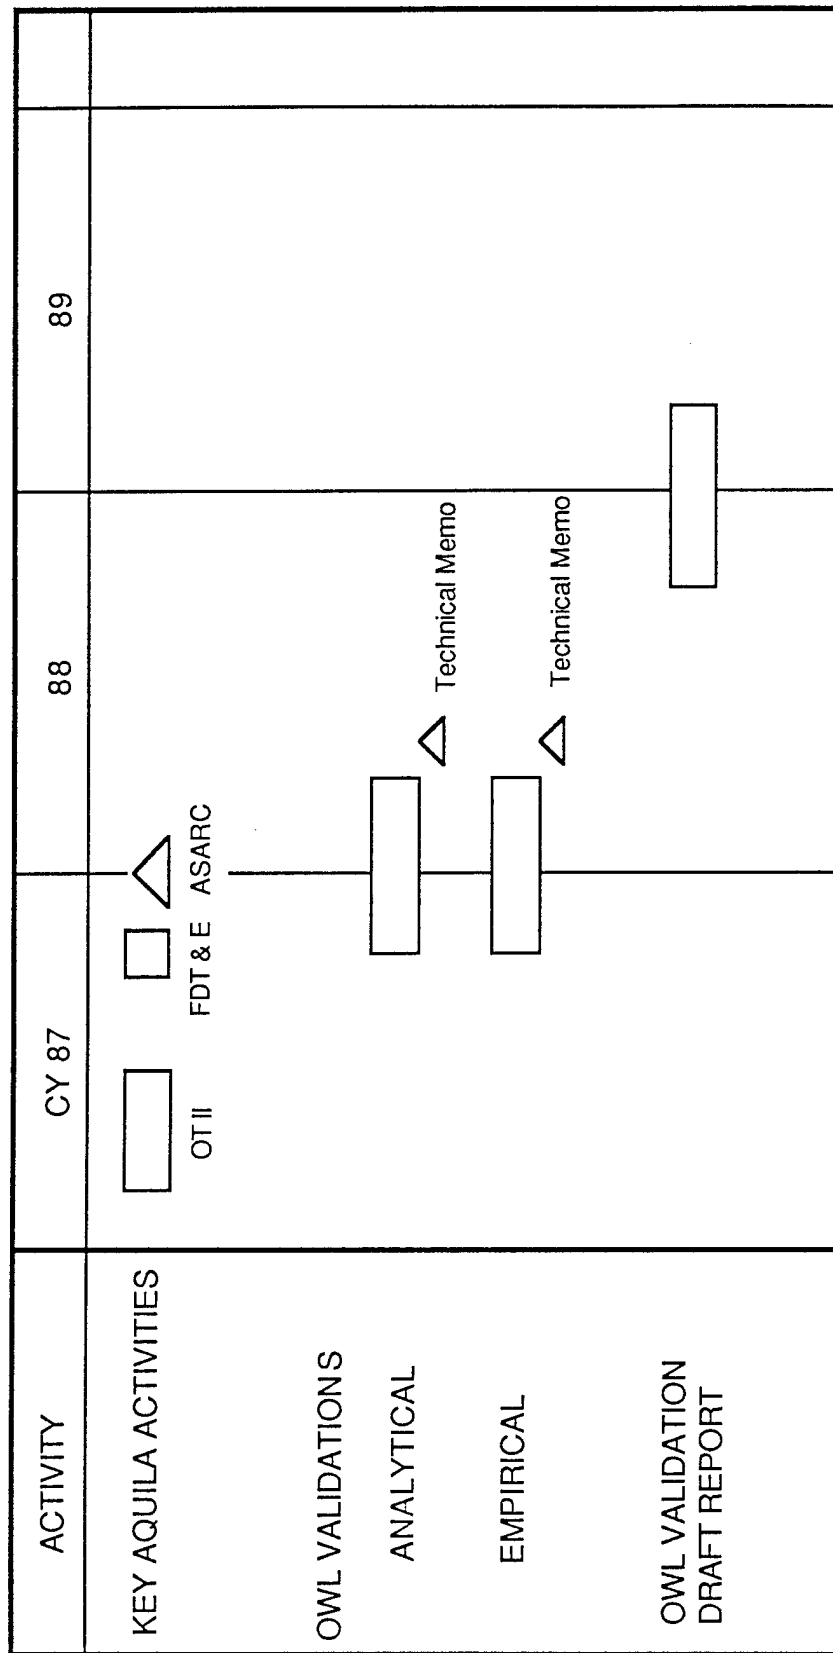 ACTIVITY
CY 87
88
89
KEY AQUILA ACTIVITIES
OT II
FDT & E
ASARC
OWL VALIDATIONS
ANALYTICAL
Technical Memo
EMPIRICAL
Technical Memo
OWL VALIDATION
DRAFT REPORT